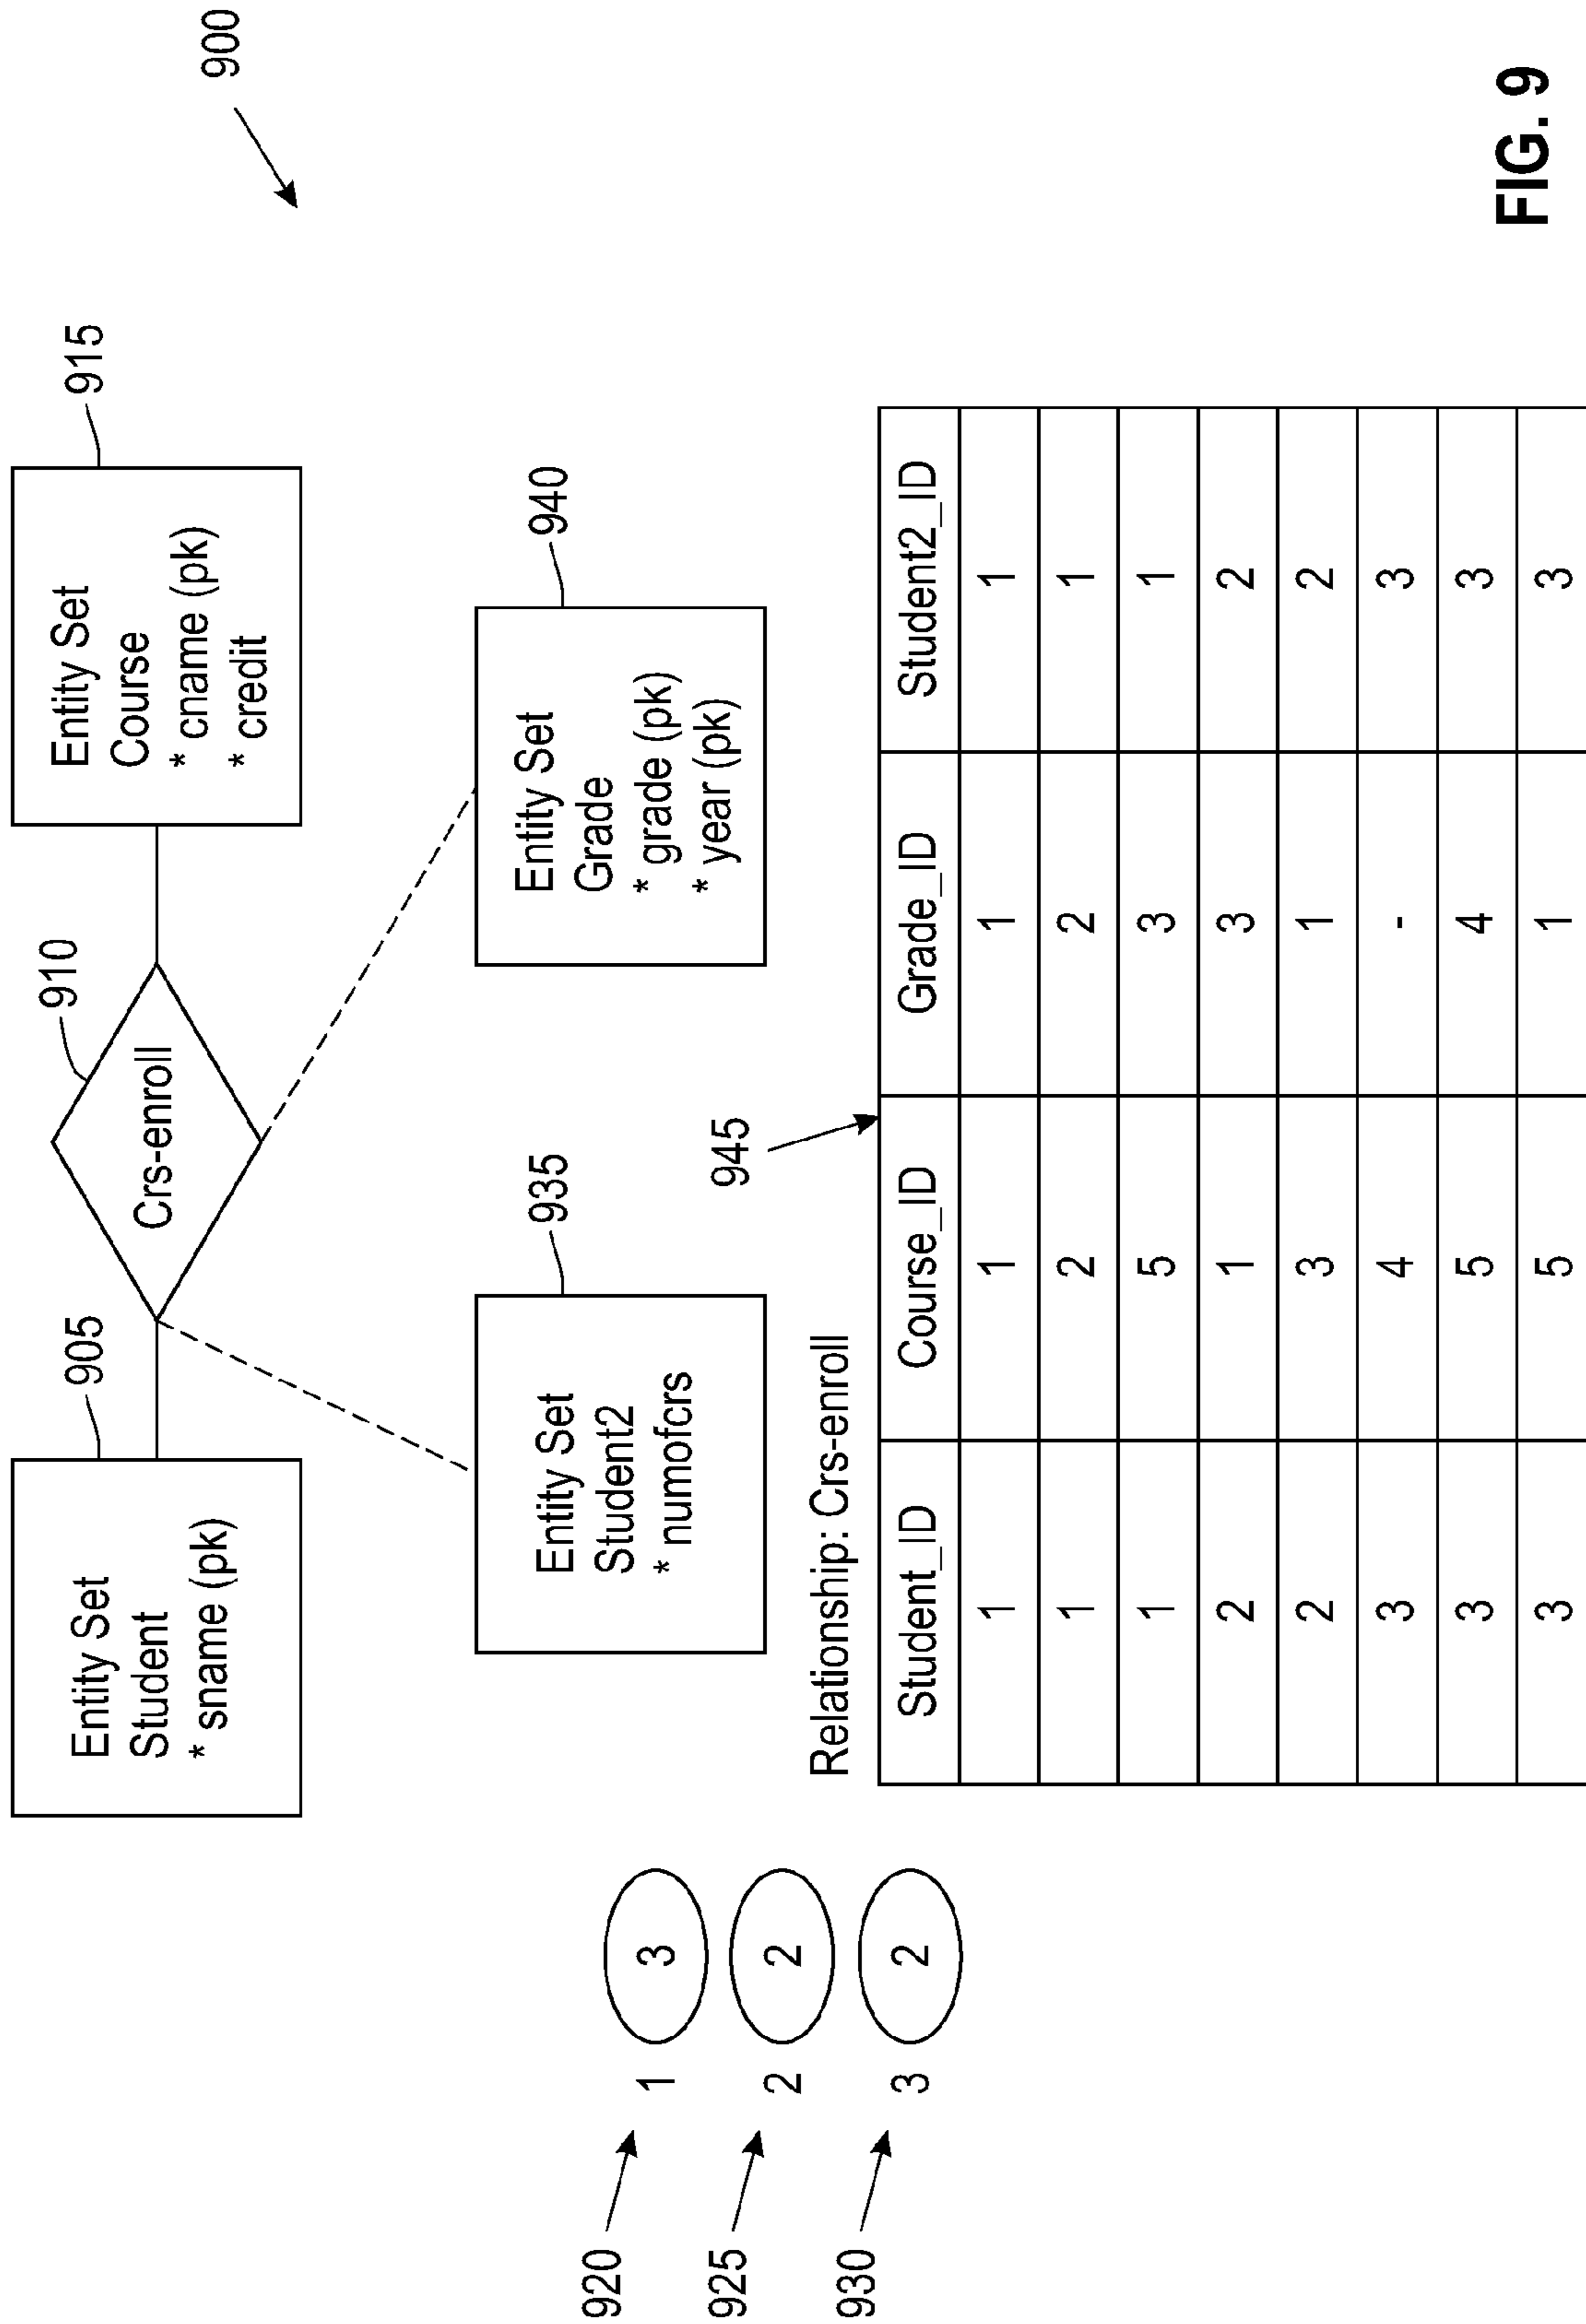 900
905
910
915
Entity Set
Student
* sname (pk)
Crs-enroll
Entity Set
Course
* cname (pk)
* credit
935
940
Entity Set
Student2
* numofcrs
Entity Set
Grade
* grade (pk)
* year (pk)
920
1
3
925
2
2
930
3
2
945
Relationship: Crs-enroll
Student_ID Course_ID Grade_ID Student2_ID
1 1 1 1
1 2 2 1
1 5 3 1
2 1 3 2
2 3 1 2
3 4 - 3
3 5 4 3
3 5 1 3
FIG. 9